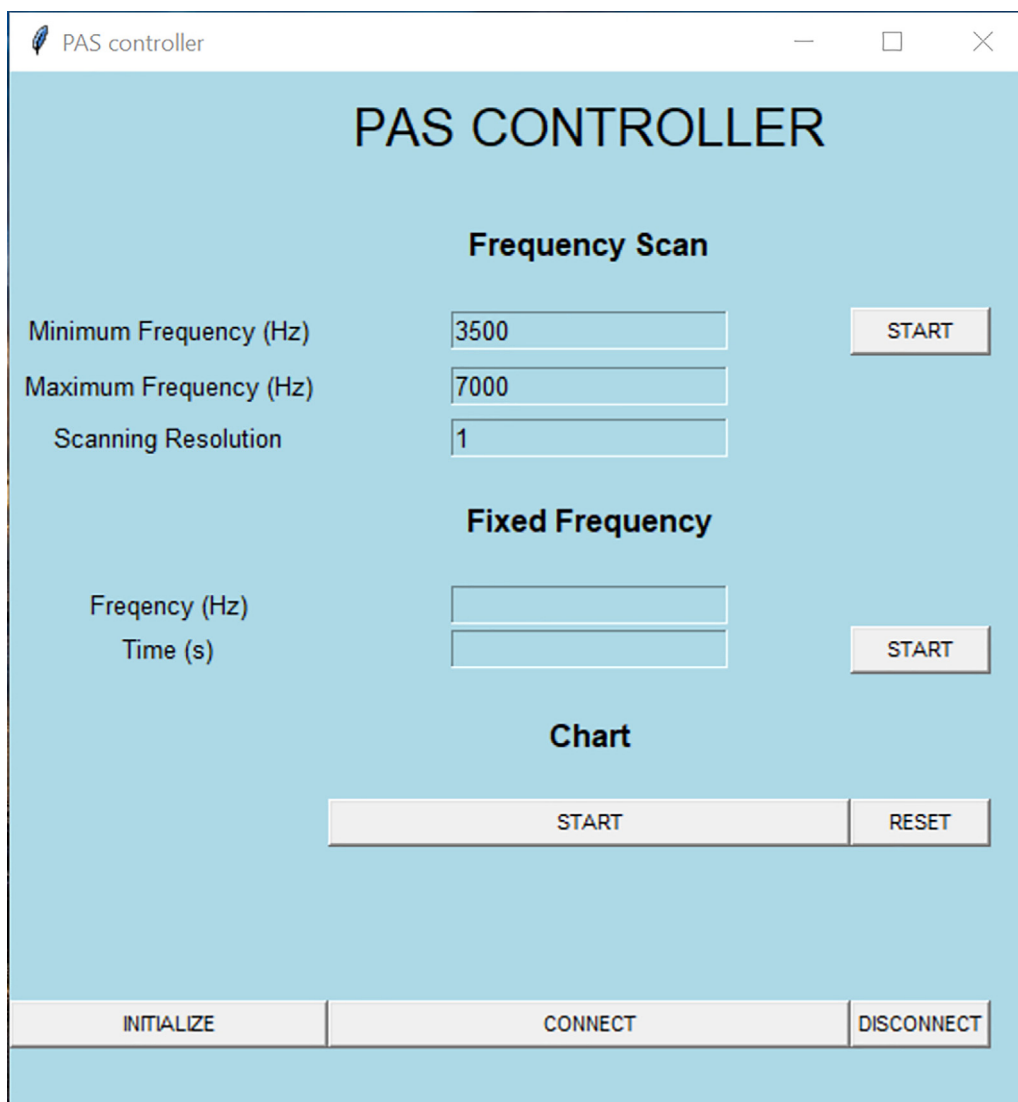 PAS controller
PAS CONTROLLER
Frequency Scan
Minimum Frequency (Hz) 3500 START
Maximum Frequency (Hz) 7000
Scanning Resolution 1
Fixed Frequency
Freqency (Hz)
Time (s) START
Chart
START RESET
INITIALIZE CONNECT DISCONNECT